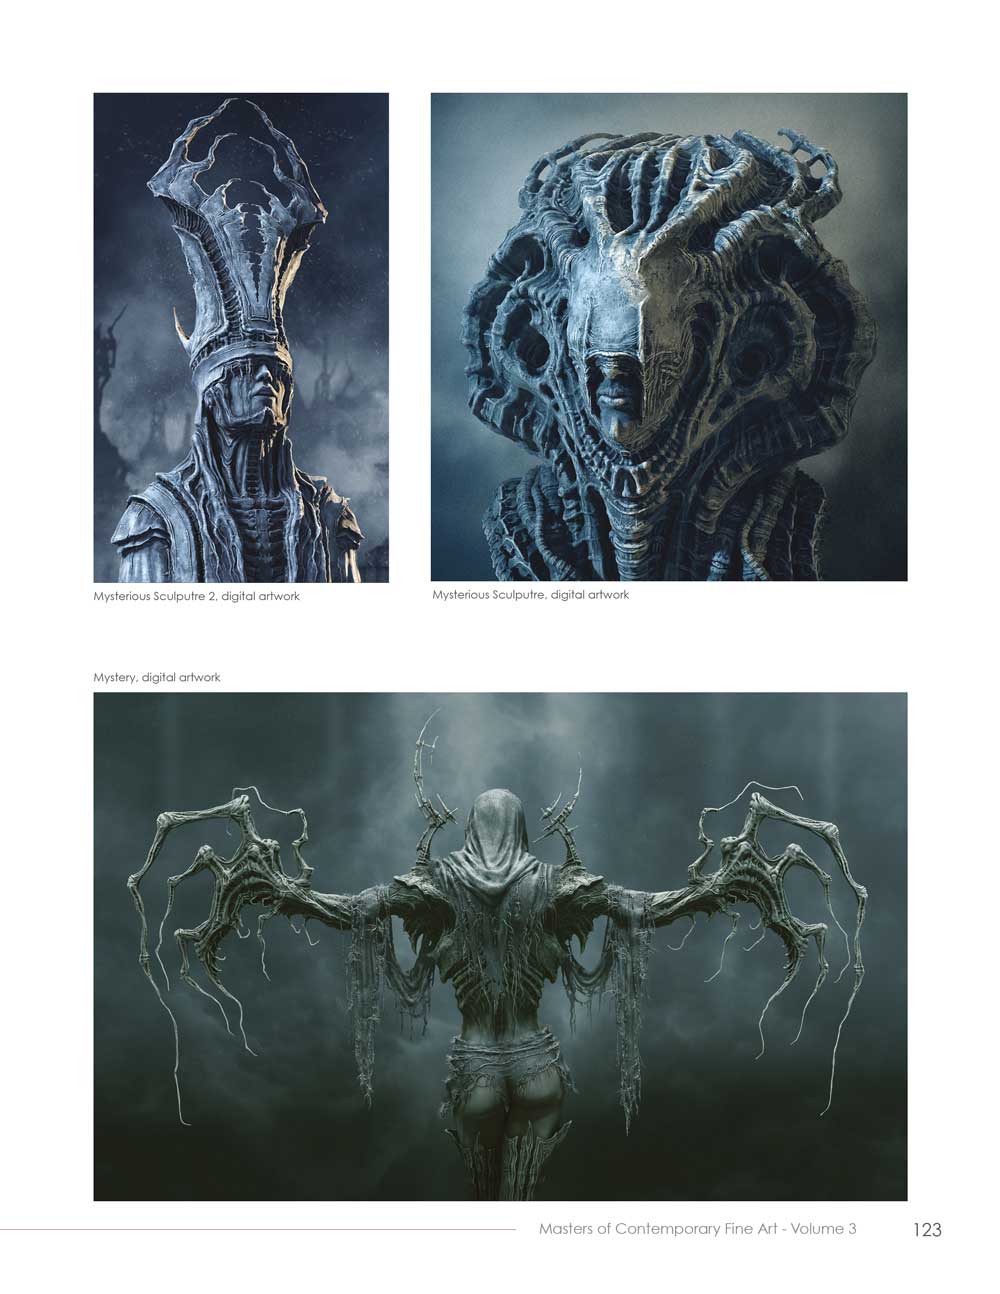 Mysterious Sculputre 2, digital artwork
Mysterious Sculputre, digital artwork
Mystery, digital artwork
Masters of Contemporary Fine Art - Volume 3
123